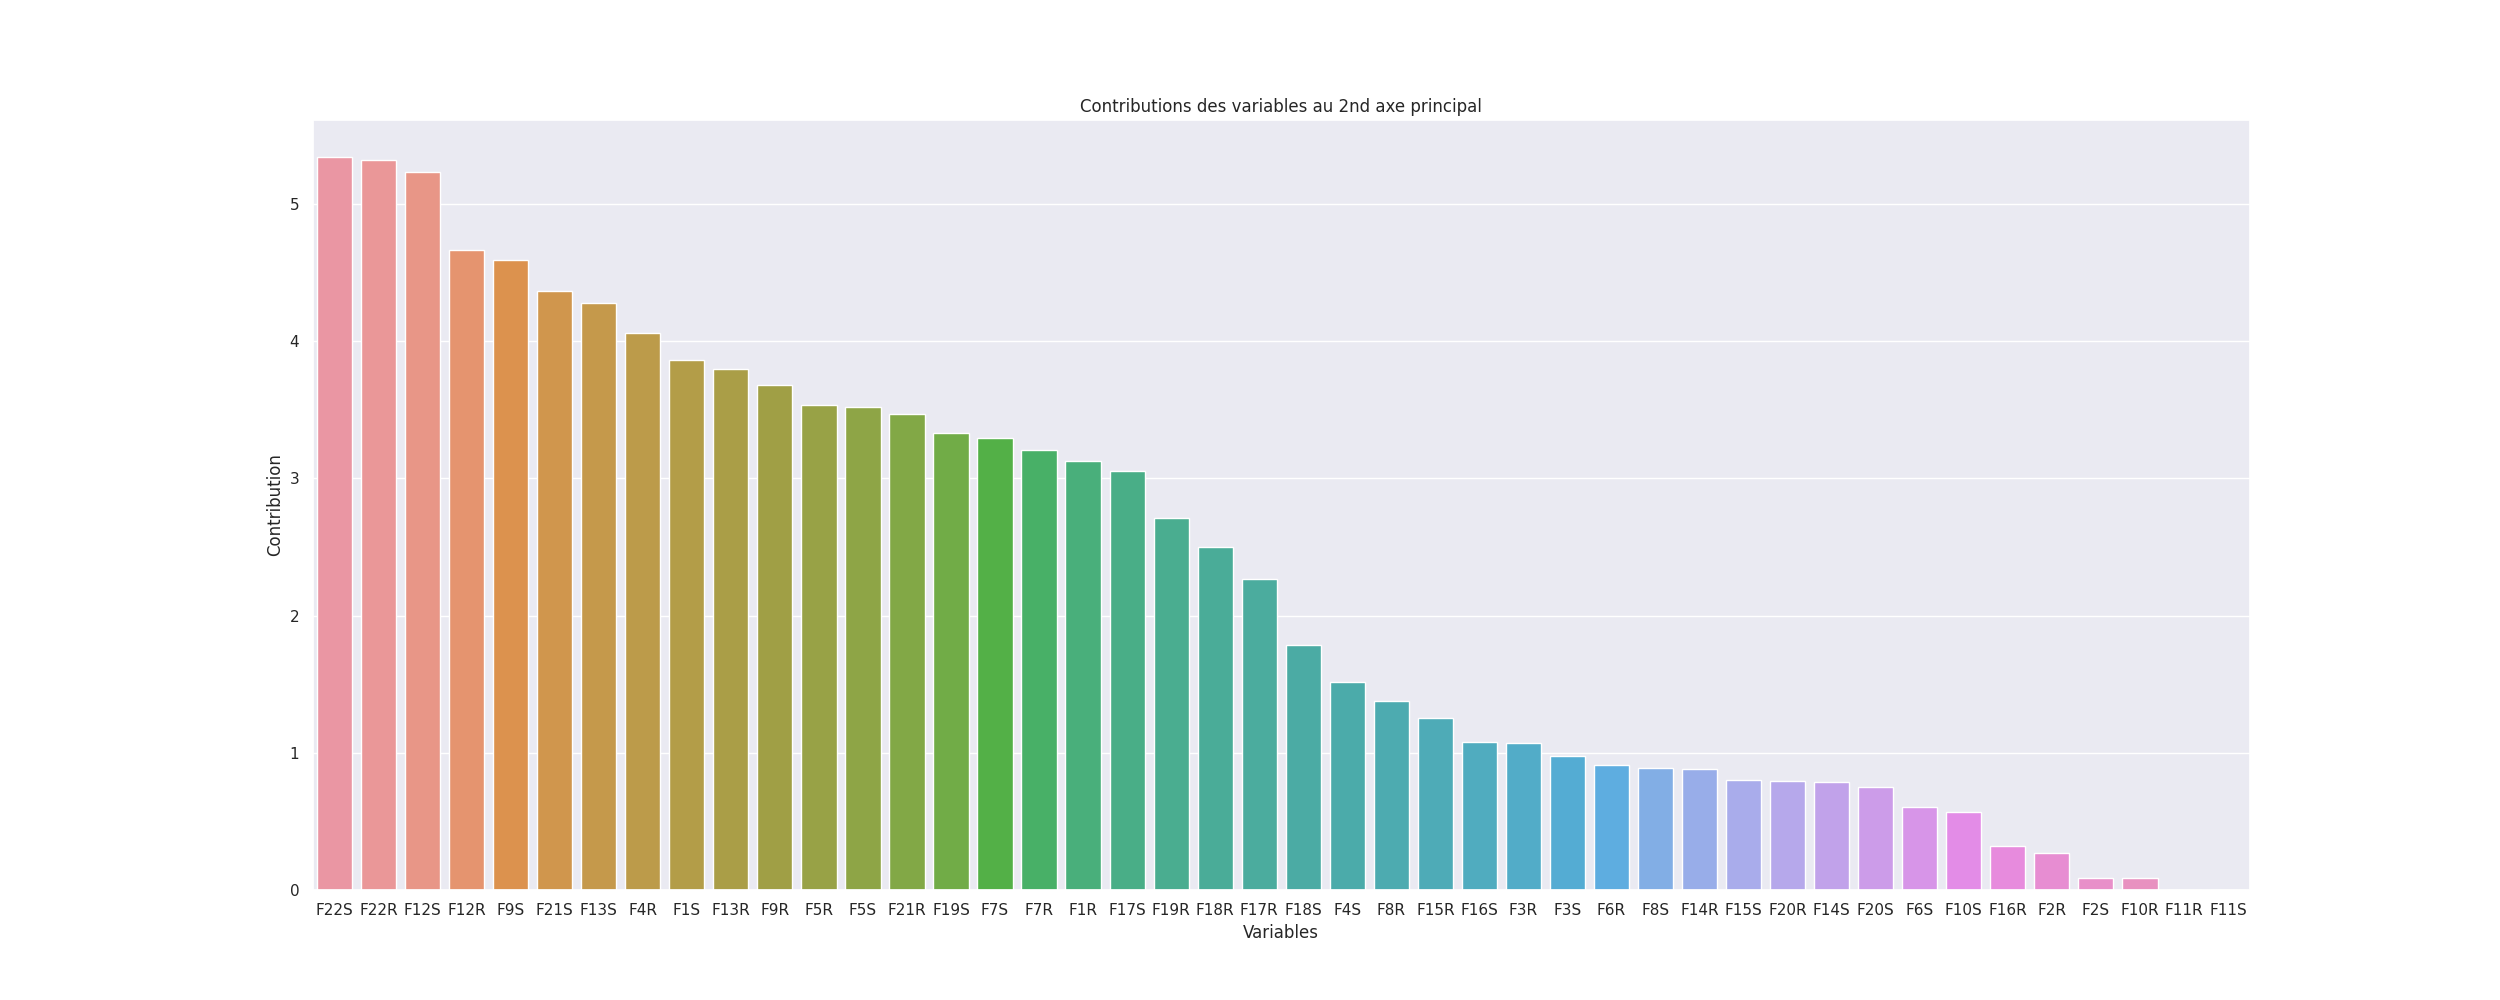 Contributions des variables au 2nd axe principal
5
4
3
2
1
0
Contribution
F22S F22R F12S F12R F9S F21S F13S F4R F1S F13R F9R F5R F5S F21R F19S F7S F7R F1R F17S F19R F18R F17R F18S F4S F8R F15R F16S F3R F3S F6R F8S F14R F15S F20R F14S F20S F6S F10S F16R F2R F2S F10R F11R F11S
Variables